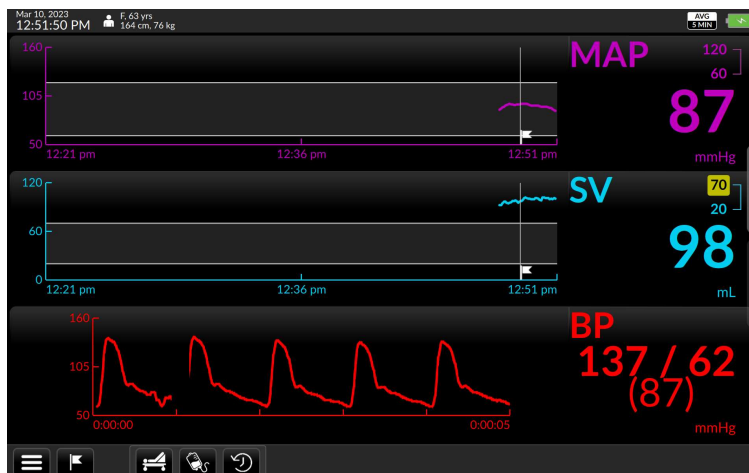 Mar 10, 2023
12:51:50 PM
F, 63 yrs
164 cm, 76 kg
AVG
5 MIN
160
105
50
12:21 pm
12:36 pm
12:51 pm
MAP
120
60
87
mmHg
120
60
0
12:21 pm
12:36 pm
12:51 pm
SV
70
20
98
mL
160
105
50
0:00:00
0:00:05
BP
137 / 62
(87)
mmHg